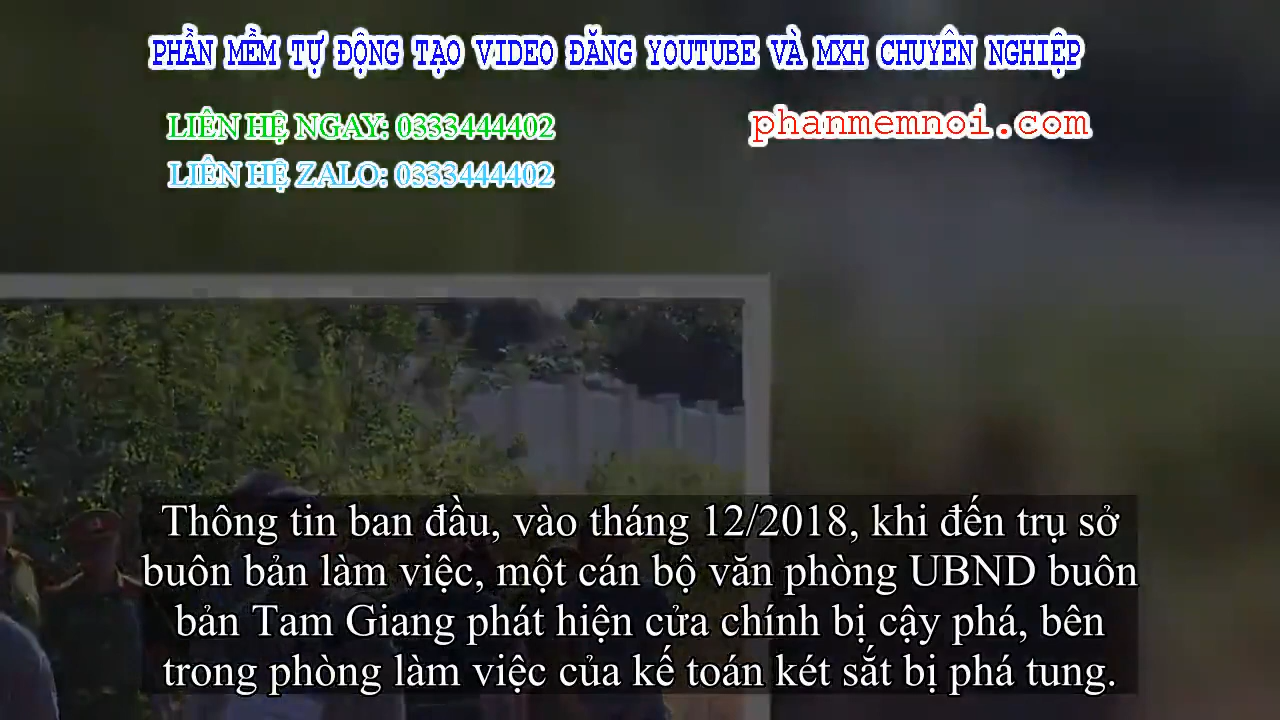 PHẦN MỀM TỰ ĐỘNG TẠO VIDEO ĐĂNG YOUTUBE VÀ MXH CHUYÊN NGHIỆP
LIÊN HỆ NGAY: 0333444402
phanmemnoi.com
LIÊN HỆ ZALO: 0333444402
Thông tin ban đầu, vào tháng 12/2018, khi đến trụ sở
buôn bản làm việc, một cán bộ văn phòng UBND buôn
bản Tam Giang phát hiện cửa chính bị cậy phá, bên
trong phòng làm việc của kế toán két sắt bị phá tung.